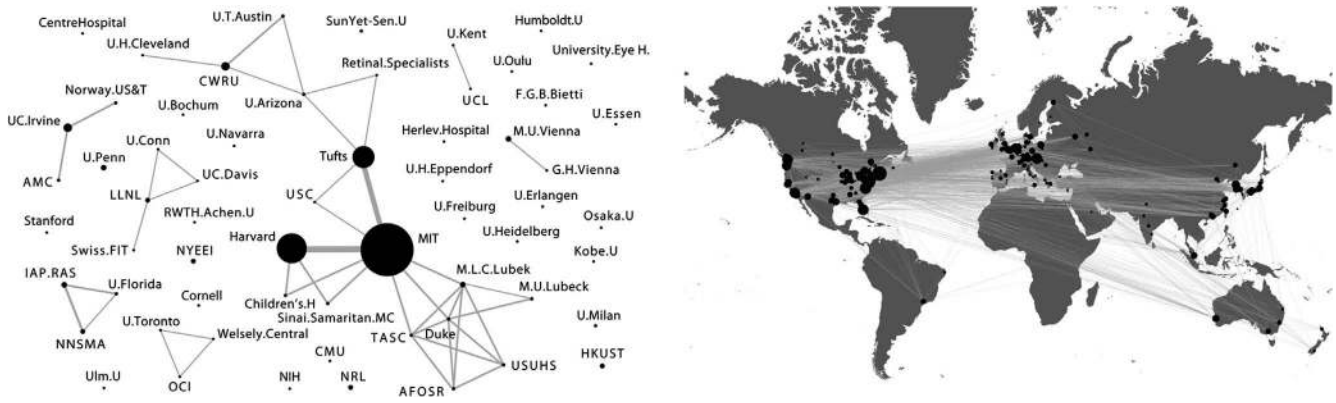 CentreHospital
U.T.Austin
SunYet-Sen.U
Humboldt.U
U.H.Cleveland
U.Kent
University.Eye H.
CWRU
Retinal.Specialists
U.Oulu
Norway.US&T
U.Bochum
U.Arizona
UCL
F.G.B.Bietti
UC.Irvine
U.Essen
U.Conn
U.Navarra
Herlev.Hospital
M.U.Vienna
U.Penn
Tufts
U.H.Eppendorf
G.H.Vienna
AMC
UC.Davis
LLNL
USC
U.Erlangen
Stanford
RWTH.Achen.U
U.Freiburg
Osaka.U
Harvard
MIT
U.Heidelberg
Swiss.FIT
NYEEI
Kobe.U
IAP.RAS
M.L.C.Lubek
U.Florida
Cornell
Children's.H
M.U.Lubeck
U.Toronto
Sinai.Samaritan.MC
U.Milan
NNSMA
Welsely.Central
TASC
Duke
CMU
USUHS
HKUST
Ulm.U
OCI
NIH
NRL
AFOSR